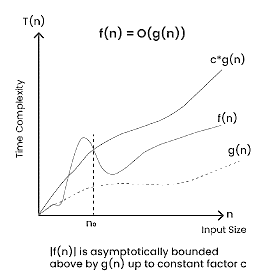 T(n)
f(n) = O(g(n))
c*g(n)
f(n)
g(n)
Time Complexity
n₀
n
Input Size
|f(n)| is asymptotically bounded
above by g(n) up to constant factor c